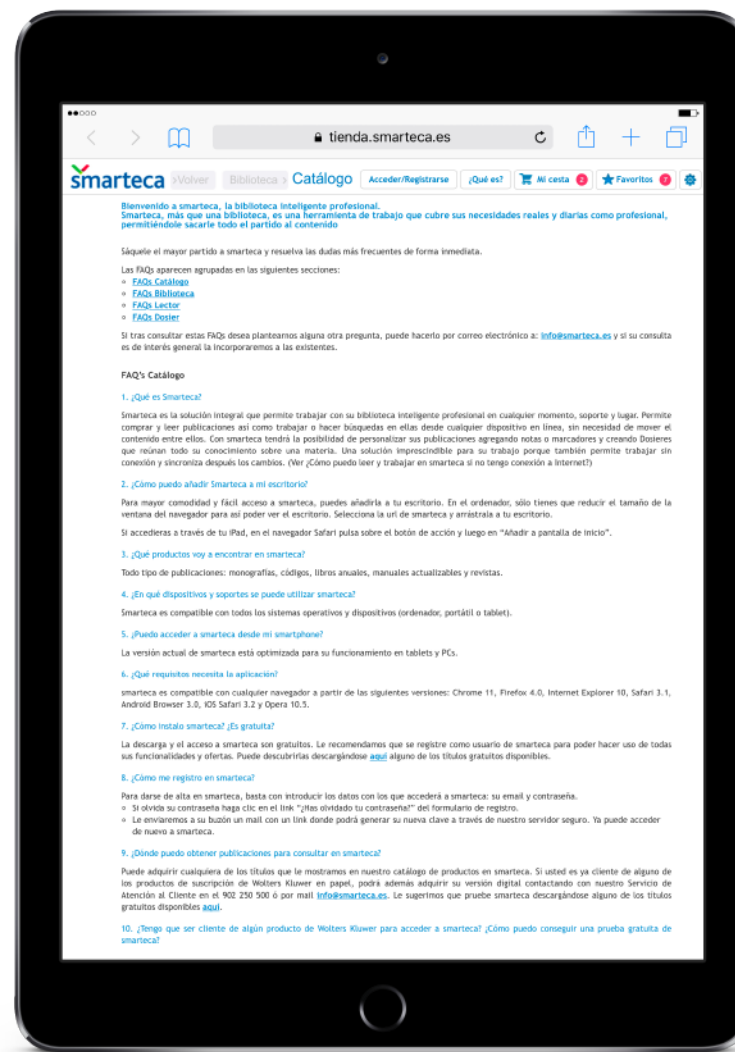 tienda.smarteca.es
smarteca ›Volver Biblioteca › Catálogo Acceder/Registrarse ¿Qué es? Mi cesta 2 Favoritos 7
Bienvenido a smarteca, la biblioteca inteligente profesional.
Smarteca, más que una biblioteca, es una herramienta de trabajo que cubre sus necesidades reales y diarias como profesional,
permitiéndole sacarle todo el partido al contenido
Sáquele el mayor partido a smarteca y resuelva las dudas más frecuentes de forma inmediata.
Las FAQs aparecen agrupadas en las siguientes secciones:
FAQs Catálogo
FAQs Biblioteca
FAQs Lector
FAQs Dosier
Si tras consultar estas FAQs desea plantearnos alguna otra pregunta, puede hacerlo por correo electrónico a: info@smarteca.es y si su consulta
es de interés general la incorporaremos a las existentes.
FAQ's Catálogo
1. ¿Qué es Smarteca?
Smarteca es la solución integral que permite trabajar con su biblioteca inteligente profesional en cualquier momento, soporte y lugar. Permite
comprar y leer publicaciones así como trabajar o hacer búsquedas en ellas desde cualquier dispositivo en línea, sin necesidad de mover el
contenido entre ellos. Con smarteca tendrá la posibilidad de personalizar sus publicaciones agregando notas o marcadores y creando Dosieres
que reúnan todo su conocimiento sobre una materia. Una solución imprescindible para su trabajo porque también permite trabajar sin
conexión y sincroniza después los cambios. (Ver ¿Cómo puedo leer y trabajar en smarteca si no tengo conexión a Internet?)
2. ¿Cómo puedo añadir Smarteca a mi escritorio?
Para mayor comodidad y fácil acceso a smarteca, puedes añadirla a tu escritorio. En el ordenador, sólo tienes que reducir el tamaño de la
ventana del navegador para así poder ver el escritorio. Selecciona la url de smarteca y arrástrala a tu escritorio.
Si accedieras a través de tu iPad, en el navegador Safari pulsa sobre el botón de acción y luego en "Añadir a pantalla de inicio".
3. ¿Qué productos voy a encontrar en smarteca?
Todo tipo de publicaciones: monografías, códigos, libros anuales, manuales actualizables y revistas.
4. ¿En qué dispositivos y soportes se puede utilizar smarteca?
Smarteca es compatible con todos los sistemas operativos y dispositivos (ordenador, portátil o tablet).
5. ¿Puedo acceder a smarteca desde mi smartphone?
La versión actual de smarteca está optimizada para su funcionamiento en tablets y PCs.
6. ¿Qué requisitos necesita la aplicación?
smarteca es compatible con cualquier navegador a partir de las siguientes versiones: Chrome 11, Firefox 4.0, Internet Explorer 10, Safari 3.1,
Android Browser 3.0, iOS Safari 3.2 y Opera 10.5.
7. ¿Cómo instalo smarteca? ¿Es gratuita?
La descarga y el acceso a smarteca son gratuitos. Le recomendamos que se registre como usuario de smarteca para poder hacer uso de todas
sus funcionalidades y ofertas. Puede descubrirlas descargándose aquí alguno de los títulos gratuitos disponibles.
8. ¿Cómo me registro en smarteca?
Para darse de alta en smarteca, basta con introducir los datos con los que accederá a smarteca: su email y contraseña.
Si olvida su contraseña haga clic en el link "¿Has olvidado tu contraseña?" del formulario de registro.
Le enviaremos a su buzón un mail con un link donde podrá generar su nueva clave a través de nuestro servidor seguro. Ya puede acceder
de nuevo a smarteca.
9. ¿Dónde puedo obtener publicaciones para consultar en smarteca?
Puede adquirir cualquiera de los títulos que le mostramos en nuestro catálogo de productos en smarteca. Si usted es ya cliente de alguno de
los productos de suscripción de Wolters Kluwer en papel, podrá además adquirir su versión digital contactando con nuestro Servicio de
Atención al Cliente en el 902 250 500 ó por mail info@smarteca.es. Le sugerimos que pruebe smarteca descargándose alguno de los títulos
gratuitos disponibles aquí.
10. ¿Tengo que ser cliente de algún producto de Wolters Kluwer para acceder a smarteca? ¿Cómo puedo conseguir una prueba gratuita de
smarteca?